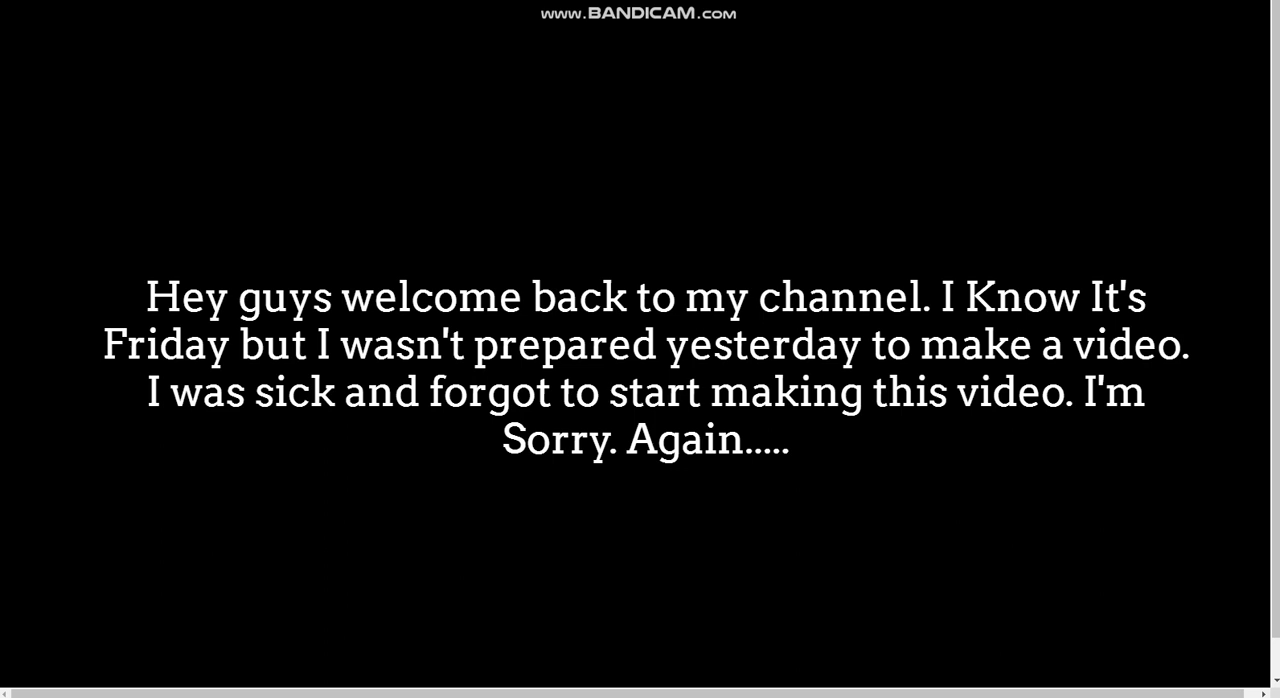 www.BANDICAM.com
Hey guys welcome back to my channel. I Know It's
Friday but I wasn't prepared yesterday to make a video.
I was sick and forgot to start making this video. I'm
Sorry. Again.....